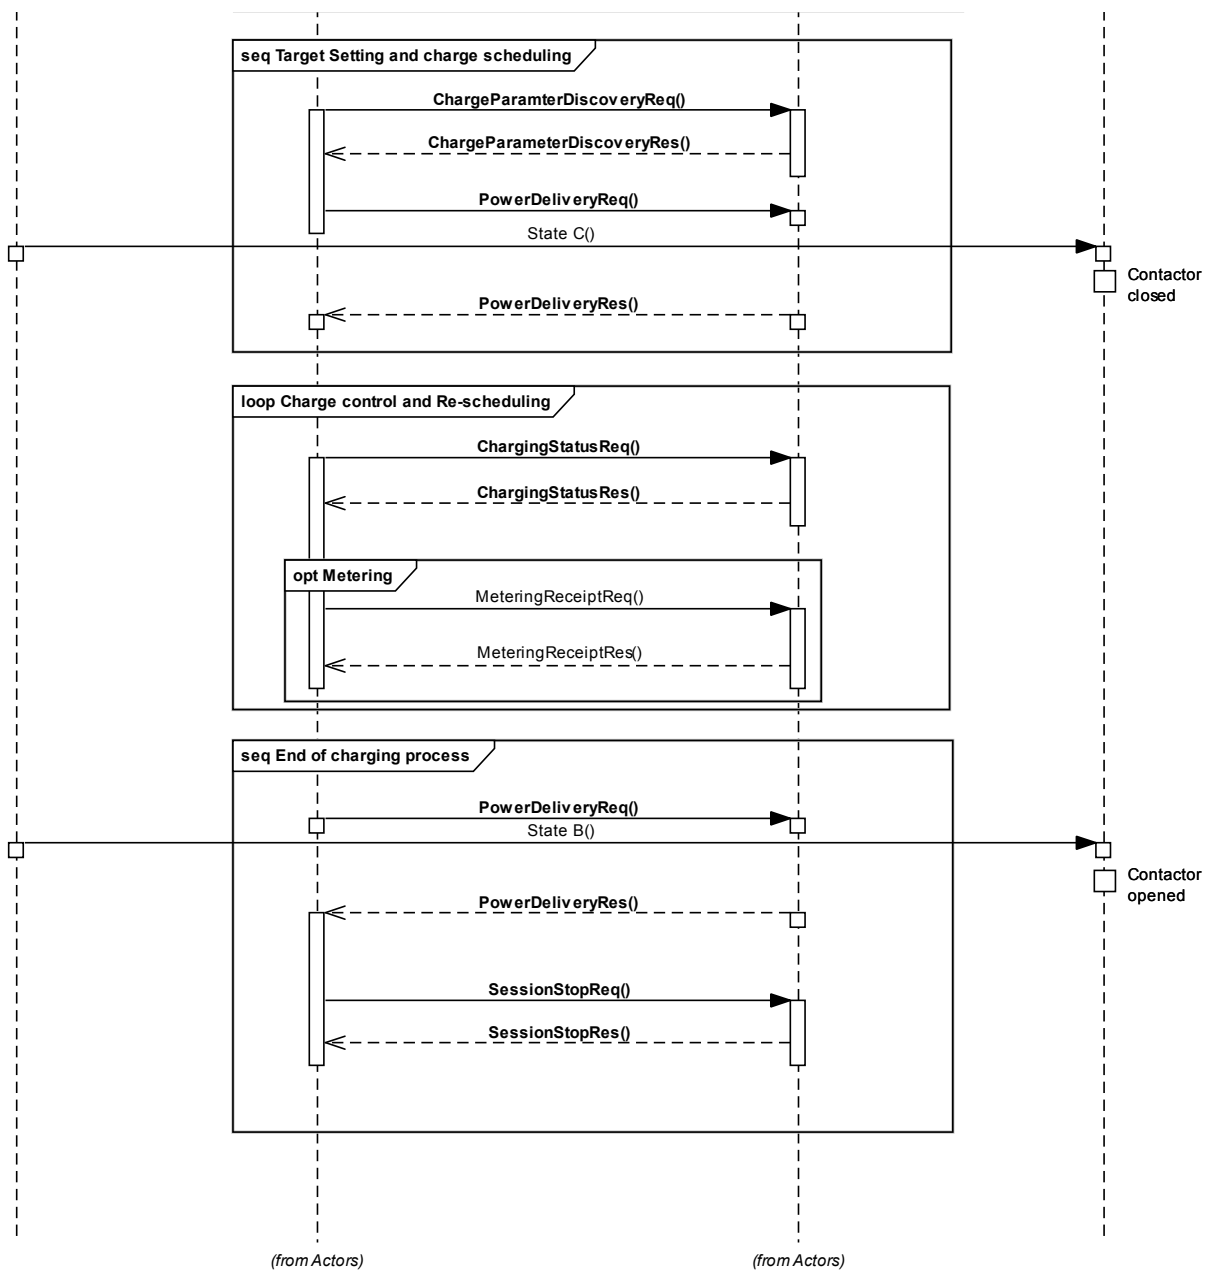 seq Target Setting and charge scheduling
ChargeParamterDiscoveryReq()
ChargeParameterDiscoveryRes()
PowerDeliveryReq()
State C()
Contactor
closed
PowerDeliveryRes()
loop Charge control and Re-scheduling
ChargingStatusReq()
ChargingStatusRes()
opt Metering
MeteringReceiptReq()
MeteringReceiptRes()
seq End of charging process
PowerDeliveryReq()
State B()
Contactor
opened
PowerDeliveryRes()
SessionStopReq()
SessionStopRes()
(from Actors)
(from Actors)